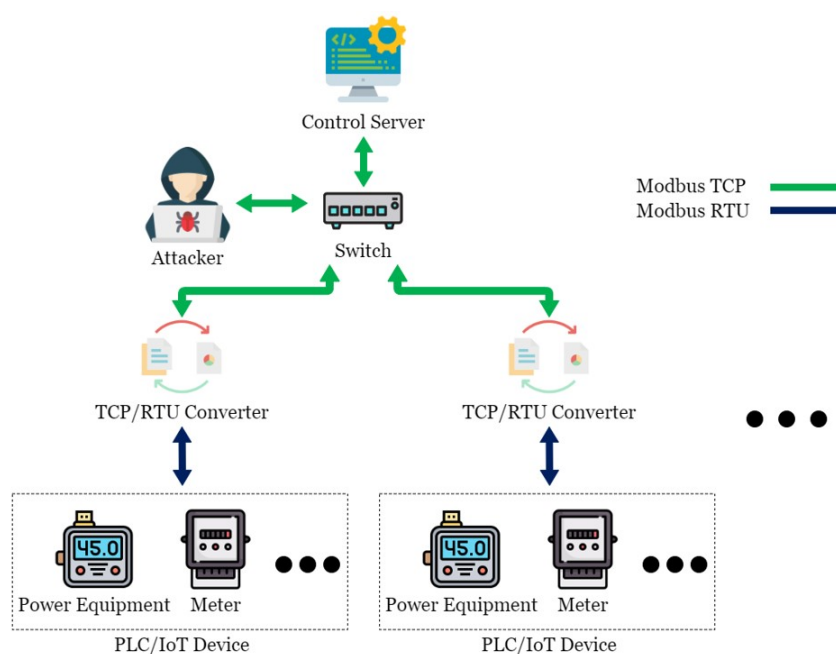 Control Server
Modbus TCP
Modbus RTU
Attacker
Switch
TCP/RTU Converter
TCP/RTU Converter
45.0
45.0
Power Equipment
Meter
Power Equipment
Meter
PLC/IoT Device
PLC/IoT Device